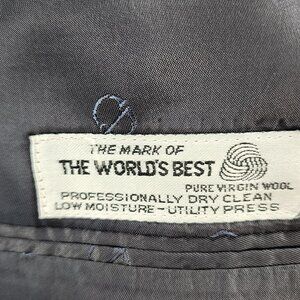 THE MARK OF
THE WORLD'S BEST
PURE VIRGIN WOOL
PROFESSIONALLY DRY CLEAN
LOW MOISTURE-UTILITY PRESS